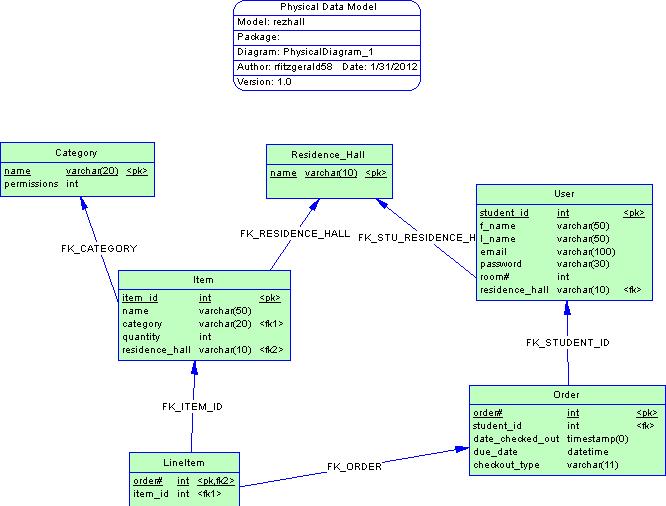 Physical Data Model
Model: rezhall
Package:
Diagram: PhysicalDiagram_1
Author: rfitzgerald58 Date: 1/31/2012
Version: 1.0
Category
name varchar(20) <pk>
permissions int
Residence_Hall
name varchar(10) <pk>
User
student_id int <pk>
f_name varchar(50)
l_name varchar(50)
email varchar(100)
password varchar(30)
room# int
residence_hall varchar(10) <fk>
FK_CATEGORY
FK_RESIDENCE_HALL
FK_STU_RESIDENCE_H
Item
item_id int <pk>
name varchar(50)
category varchar(20) <fk1>
quantity int
residence_hall varchar(10) <fk2>
FK_STUDENT_ID
FK_ITEM_ID
Order
order# int <pk>
student_id int <fk>
date_checked_out timestamp(0)
due_date datetime
checkout_type varchar(11)
FK_ORDER
LineItem
order# int <pk,fk2>
item_id int <fk1>